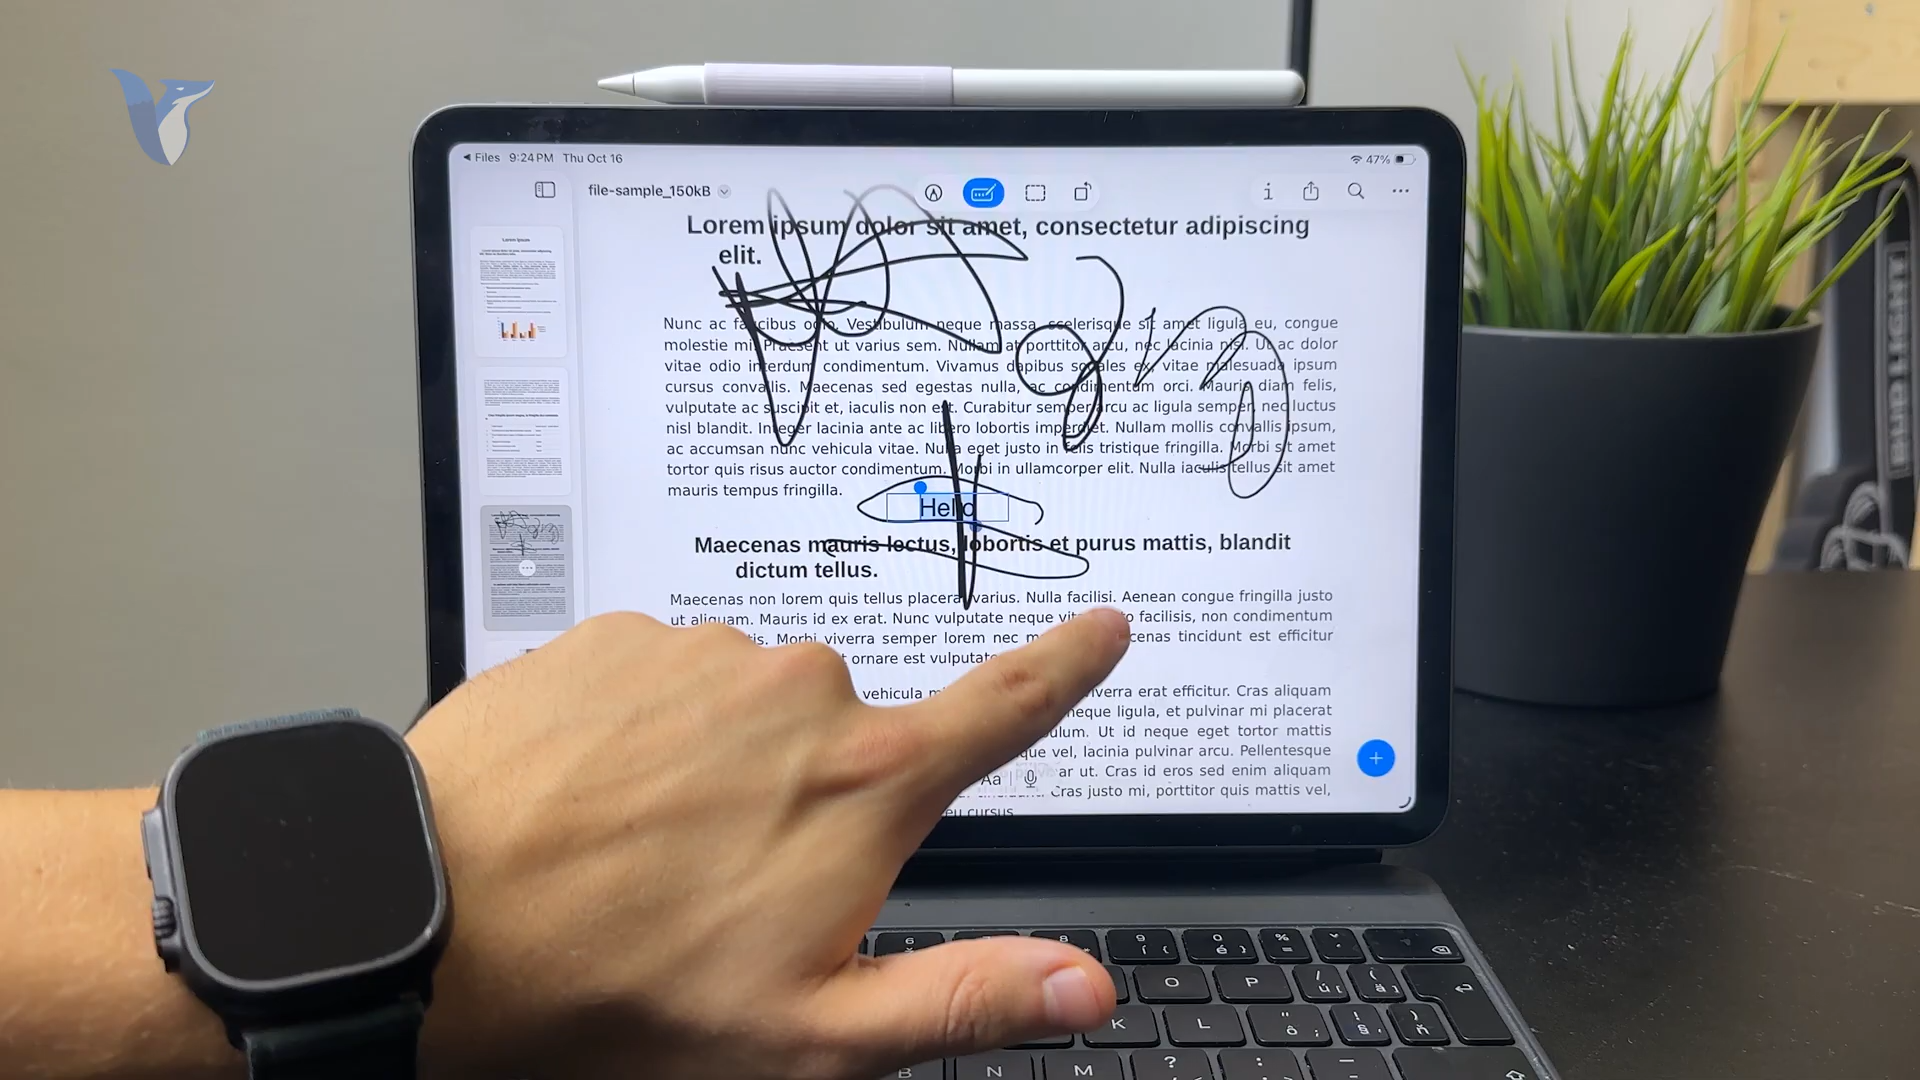 Files 9:24 PM Thu Oct 16
47%
file-sample_150kB
Lorem ipsum dolor sit amet, consectetur adipiscing
elit.
Nunc ac faucibus odio. Vestibulum neque massa, scelerisque sit amet ligula eu, congue
molestie mi. Praesent ut varius sem. Nullam at porttitor arcu, nec lacinia nisi. Ut ac dolor
vitae odio interdum condimentum. Vivamus dapibus sodales ex, vitae malesuada ipsum
cursus convallis. Maecenas sed egestas nulla, ac condimentum orci. Mauris diam felis,
vulputate ac suscipit et, iaculis non est. Curabitur semper arcu ac ligula semper, nec luctus
nisl blandit. Integer lacinia ante ac libero lobortis imperdiet. Nullam mollis convallis ipsum,
ac accumsan nunc vehicula vitae. Nulla eget justo in felis tristique fringilla. Morbi sit amet
tortor quis risus auctor condimentum. Morbi in ullamcorper elit. Nulla iaculis tellus sit amet
mauris tempus fringilla.
Hello
Maecenas mauris lectus, lobortis et purus mattis, blandit
dictum tellus.
Maecenas non lorem quis tellus placerat varius. Nulla facilisi. Aenean congue fringilla justo
ut aliquam. Mauris id ex erat. Nunc vulputate neque vitae justo facilisis, non condimentum
tis. Morbi viverra semper lorem nec m cenas tincidunt est efficitur
t ornare est vulputate
vehicula m viverra erat efficitur. Cras aliquam
neque ligula, et pulvinar mi placerat
ulum. Ut id neque eget tortor mattis
que vel, lacinia pulvinar arcu. Pellentesque
Aa ar ut. Cras id eros sed enim aliquam
Cras justo mi, porttitor quis mattis vel,
eu cursus
6 8 9 í ( 0 é ) % = ˇ ´
O P / ú ( ( ä )
K L " ô ; ! § ) ň
B N M ? : _